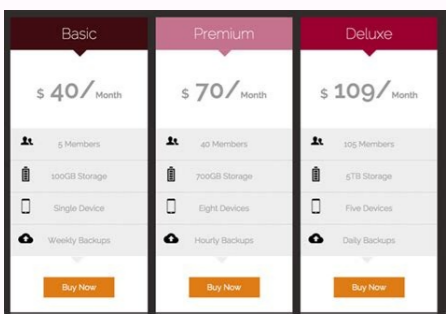 Basic
$ 40/ Month
5 Members
100GB Storage
Single Device
Weekly Backups
Buy Now
Premium
$ 70/ Month
40 Members
700GB Storage
Eight Devices
Hourly Backups
Buy Now
Deluxe
$ 109/ Month
105 Members
5TB Storage
Five Devices
Daily Backups
Buy Now